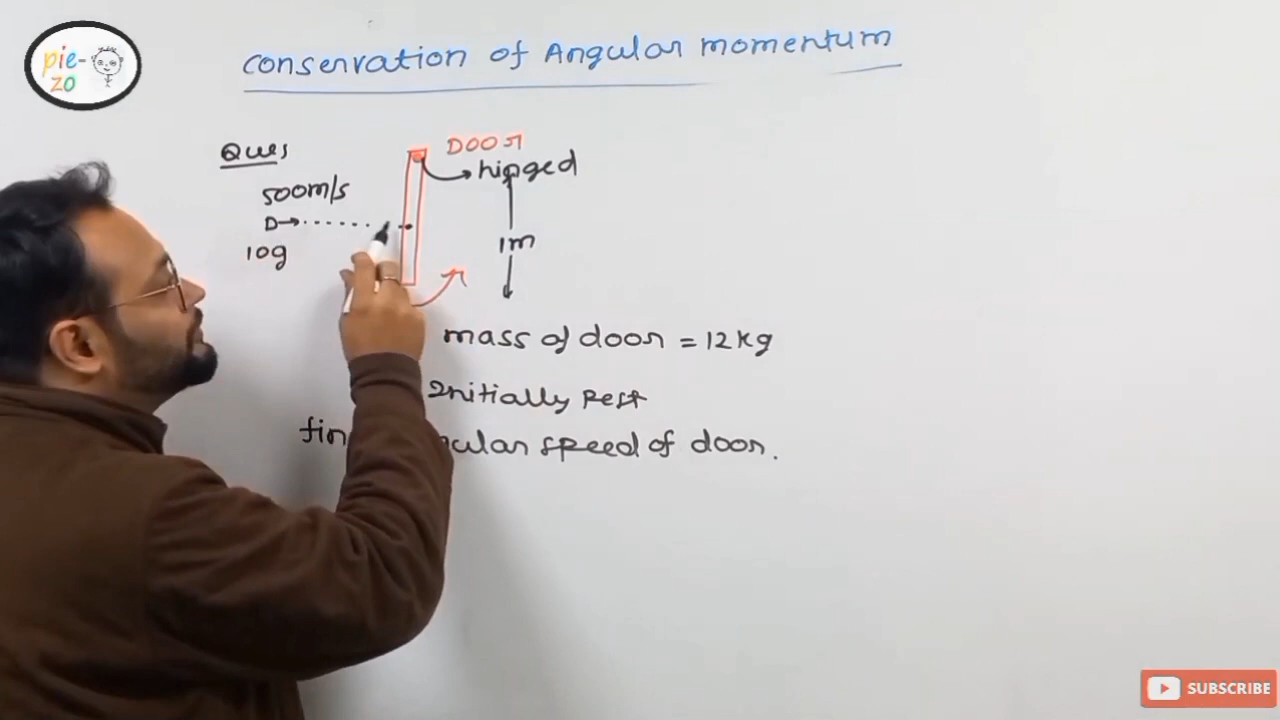 pie-
zo
conservation of Angular momentum
Ques
DOOR
hinged
500m/s
D
10g
1m
mass of door = 12kg
Initially Rest
speed of door.
SUBSCRIBE